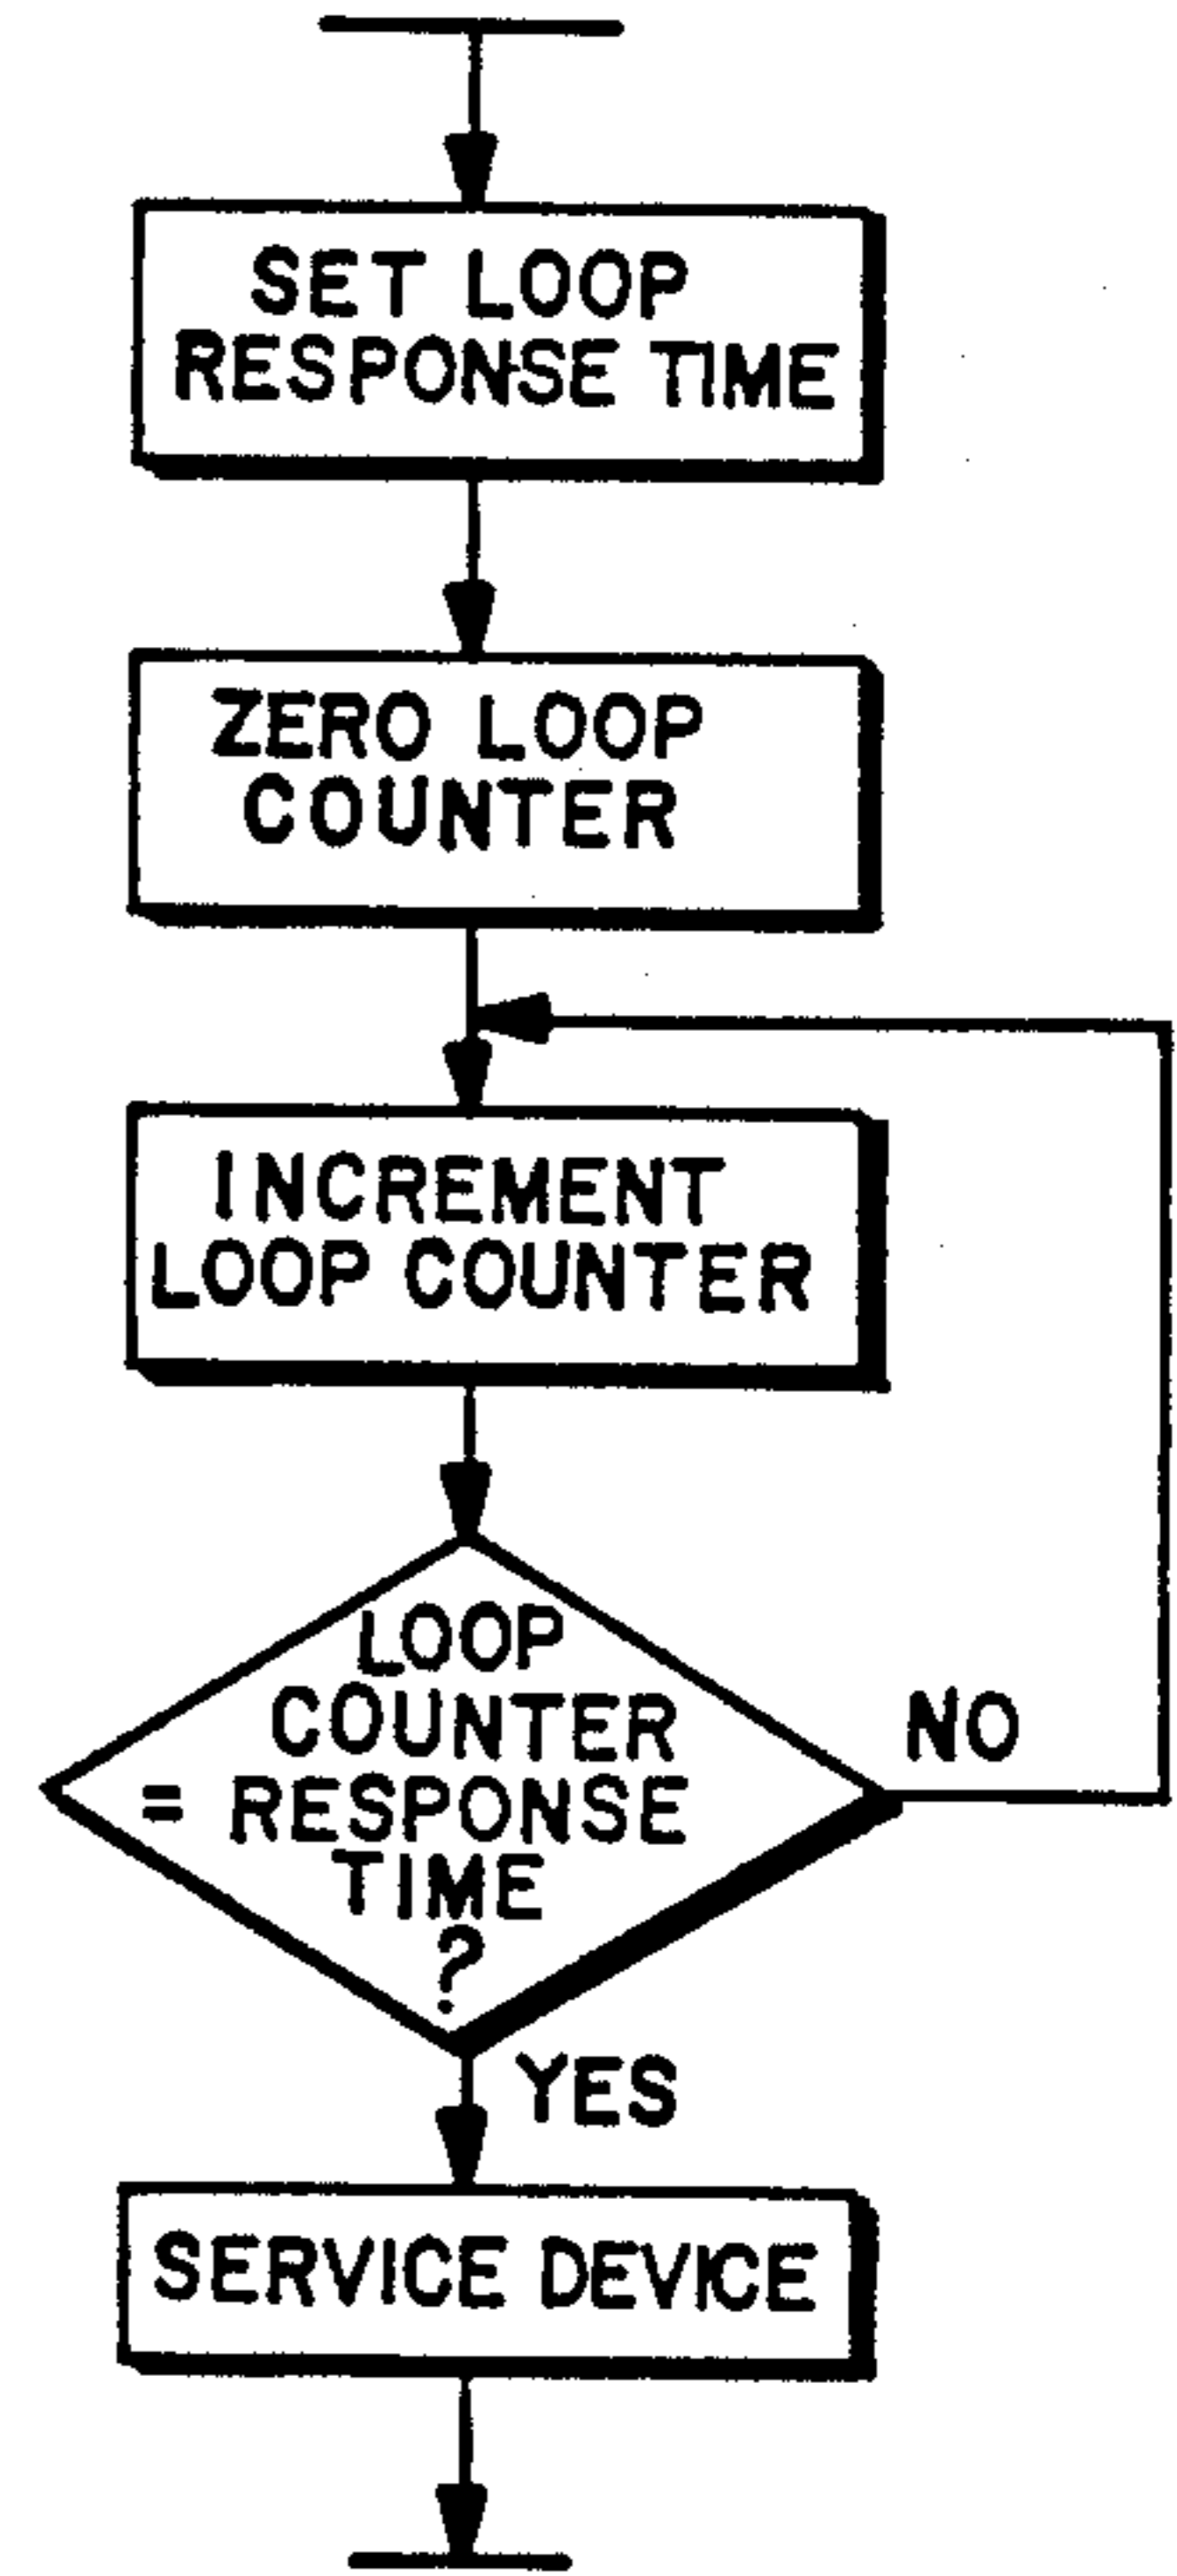 SET LOOP
RESPONSE TIME
ZERO LOOP
COUNTER
INCREMENT
LOOP COUNTER
LOOP
COUNTER
= RESPONSE
TIME
?
NO
YES
SERVICE DEVICE